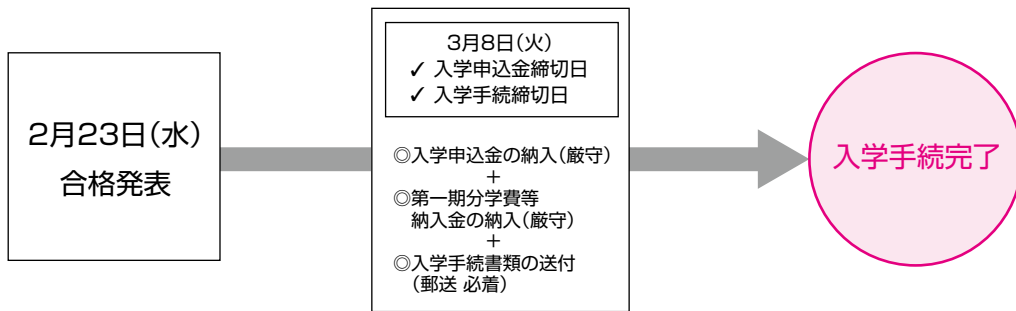 2月23日(水)
合格発表
3月8日(火)
✓ 入学申込金締切日
✓ 入学手続締切日
◎入学申込金の納入(厳守)
+
◎第一期分学費等
納入金の納入(厳守)
+
◎入学手続書類の送付
(郵送 必着)
入学手続完了